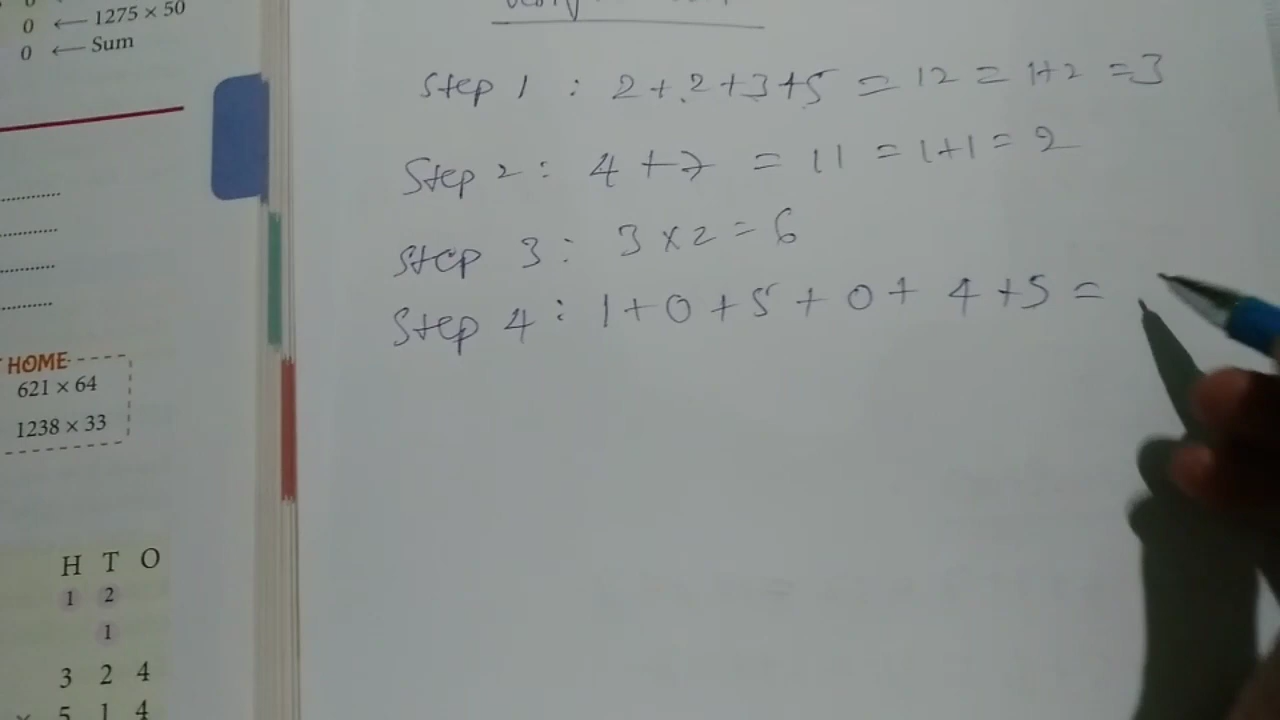 0 ← 1275 × 50
0 ← Sum
Step 1 : 2+2+3+5 = 12 = 1+2 = 3
Step 2 : 4+7 = 11 = 1+1 = 2
Step 3 : 3×2 = 6
Step 4 : 1+0+5+0+4+5 =
HOME
621 × 64
1238 × 33
H T O
1 2
1
3 2 4
× 5 1 4